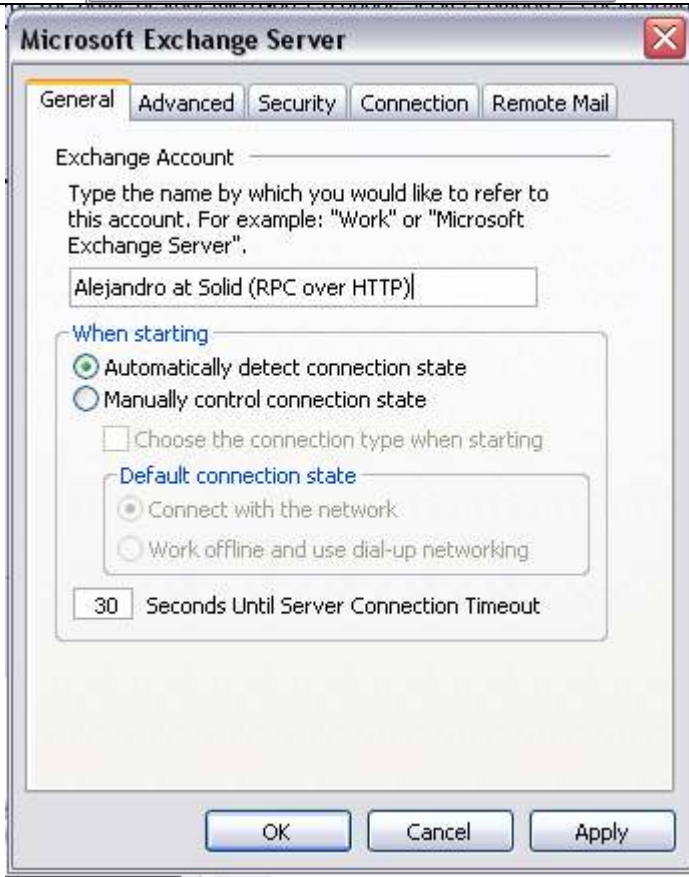 Microsoft Exchange Server
General Advanced Security Connection Remote Mail
Exchange Account
Type the name by which you would like to refer to
this account. For example: "Work" or "Microsoft
Exchange Server".
Alejandro at Solid (RPC over HTTP)
When starting
Automatically detect connection state
Manually control connection state
Choose the connection type when starting
Default connection state
Connect with the network
Work offline and use dial-up networking
30 Seconds Until Server Connection Timeout
OK Cancel Apply